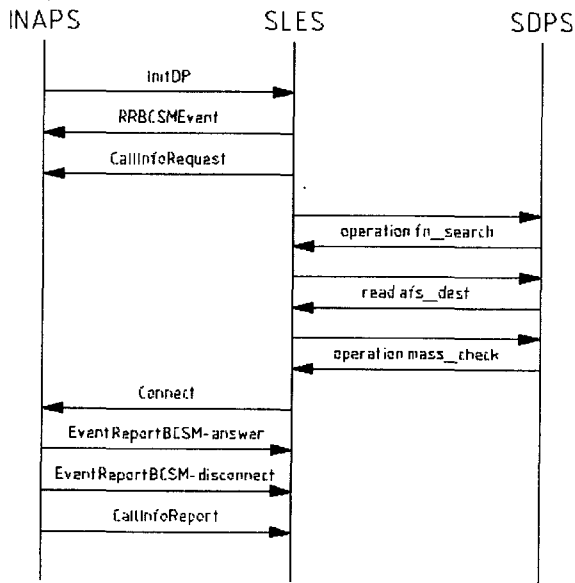 INAPS SLES SDPS
InitDP
RRBCSMEvent
CallInfoRequest
operation fn_search
read afs_dest
operation mass_check
Connect
EventReportBCSM-answer
EventReportBCSM-disconnect
CallInfoReport